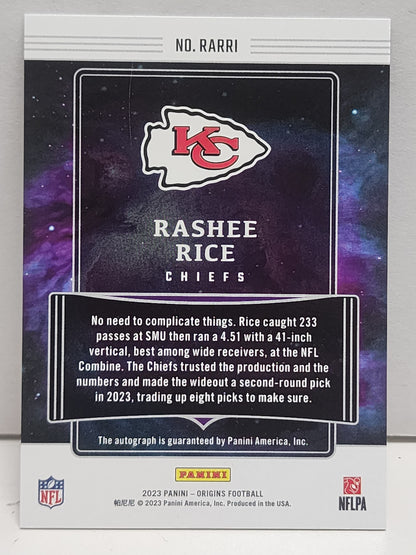 NO. RARRI
KC
RASHEE
RICE
CHIEFS
No need to complicate things. Rice caught 233
passes at SMU then ran a 4.51 with a 41-inch
vertical, best among wide receivers, at the NFL
Combine. The Chiefs trusted the production and the
numbers and made the wideout a second-round pick
in 2023, trading up eight picks to make sure.
The autograph is guaranteed by Panini America, Inc.
PANINI
NFL
2023 PANINI – ORIGINS FOOTBALL
帕尼尼 © 2023 Panini America, Inc. Produced in the USA.
NFLPA